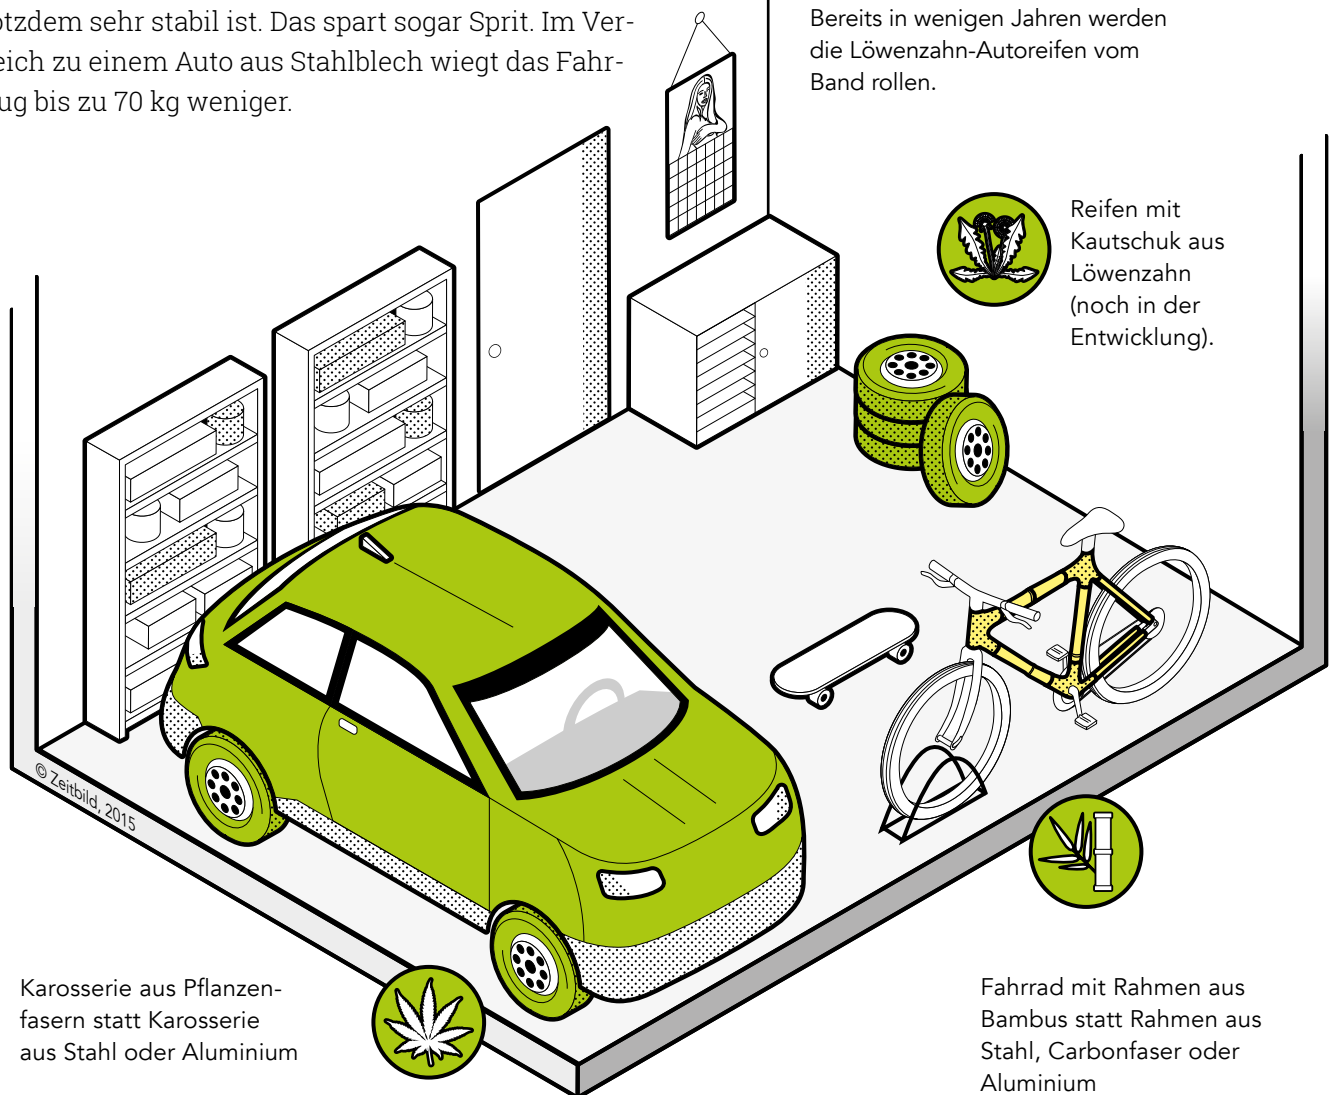 otzdem sehr stabil ist. Das spart sogar Sprit. Im Ver-
eich zu einem Auto aus Stahlblech wiegt das Fahr-
ug bis zu 70 kg weniger.
Bereits in wenigen Jahren werden
die Löwenzahn-Autoreifen vom
Band rollen.
Reifen mit
Kautschuk aus
Löwenzahn
(noch in der
Entwicklung).
© Zeitbild, 2015
Karosserie aus Pflanzen-
fasern statt Karosserie
aus Stahl oder Aluminium
Fahrrad mit Rahmen aus
Bambus statt Rahmen aus
Stahl, Carbonfaser oder
Aluminium